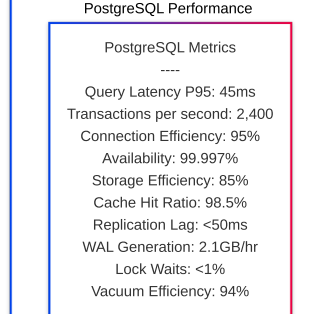 PostgreSQL Performance
PostgreSQL Metrics
----
Query Latency P95: 45ms
Transactions per second: 2,400
Connection Efficiency: 95%
Availability: 99.997%
Storage Efficiency: 85%
Cache Hit Ratio: 98.5%
Replication Lag: <50ms
WAL Generation: 2.1GB/hr
Lock Waits: <1%
Vacuum Efficiency: 94%